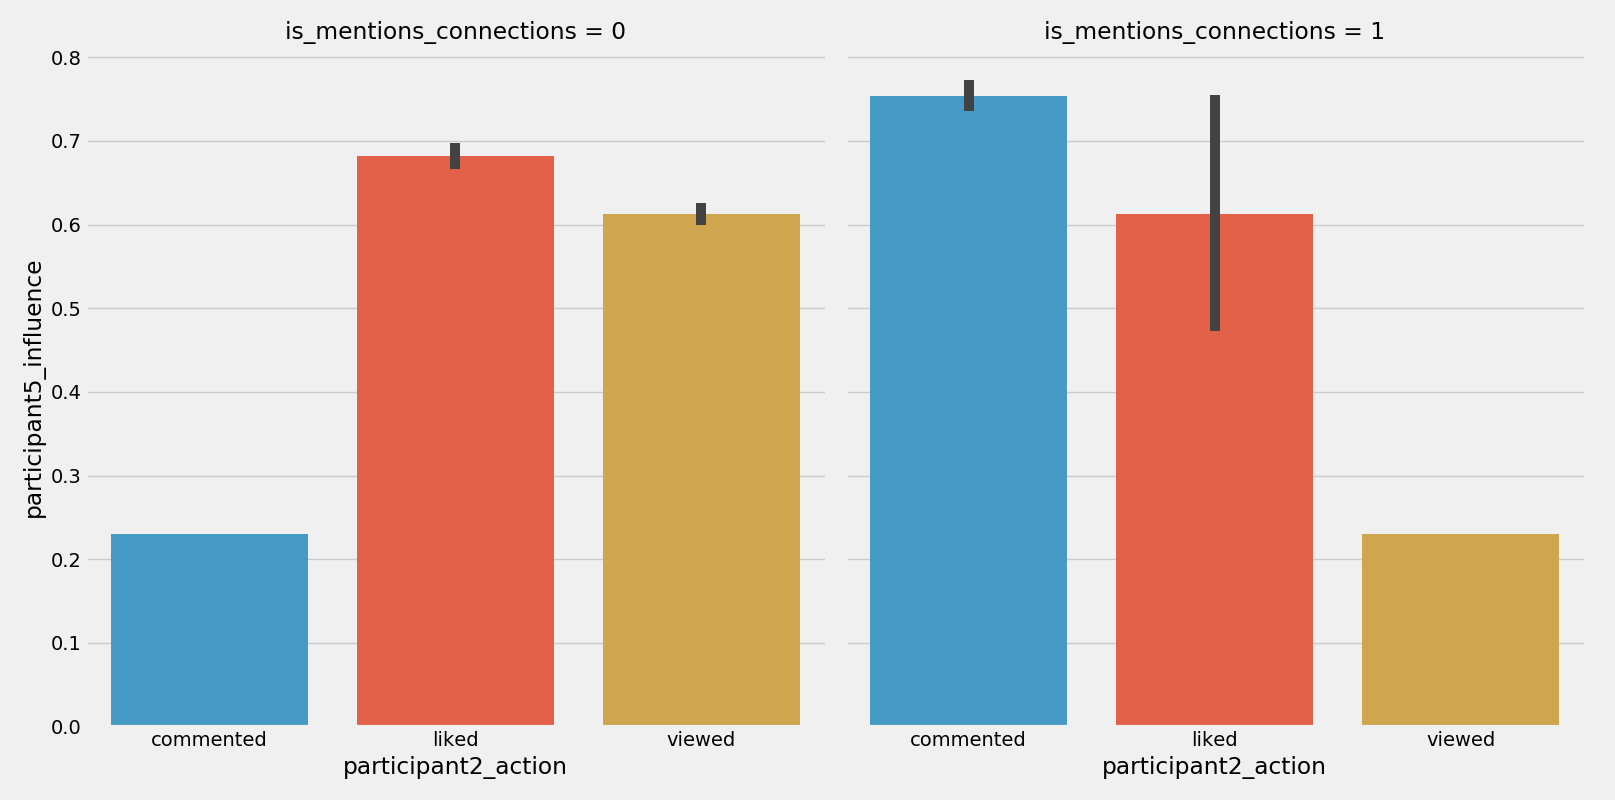 is_mentions_connections = 0
is_mentions_connections = 1
participant5_influence
0.8
0.7
0.6
0.5
0.4
0.3
0.2
0.1
0.0
commented liked viewed
commented liked viewed
participant2_action
participant2_action